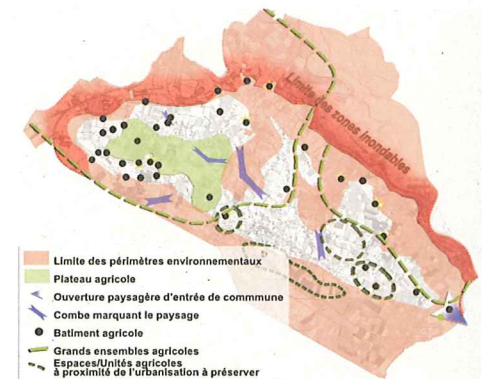 Limite des zones inondables
Limite des périmètres environnementaux
Plateau agricole
Ouverture paysagère d'entrée de commmune
Combe marquant le paysage
Batiment agricole
Grands ensembles agricoles
Espaces/Unités agricoles
à proximité de l'urbanisation à préserver